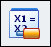 X1 =
X2